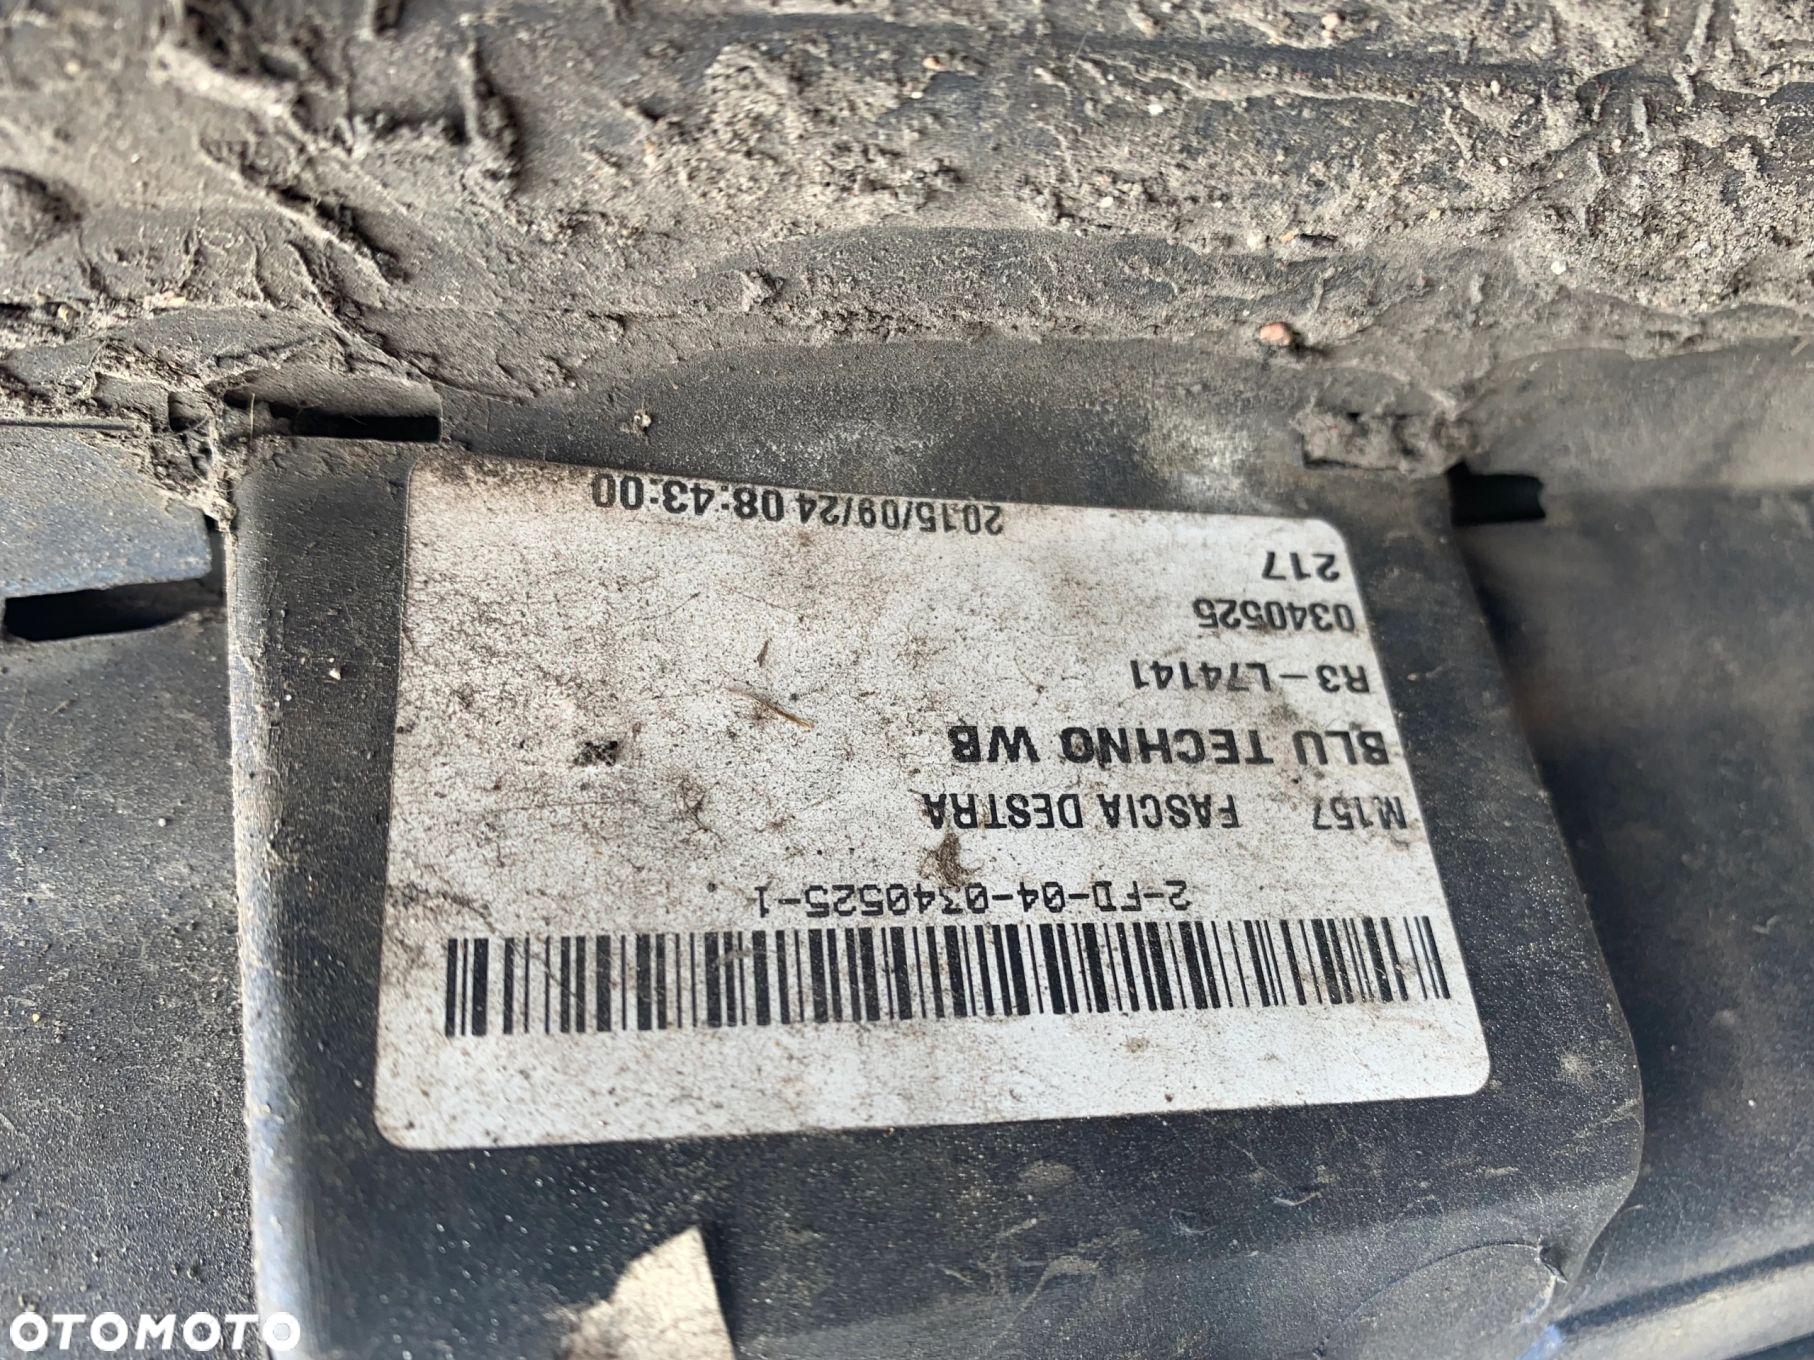 2-FD-04-0340525-1
M.157 FASCIA DESTRA
BLU TECHNO WB
R3-L74141
0340525
217
2015/09/24 08:43:00
OTOMOTO